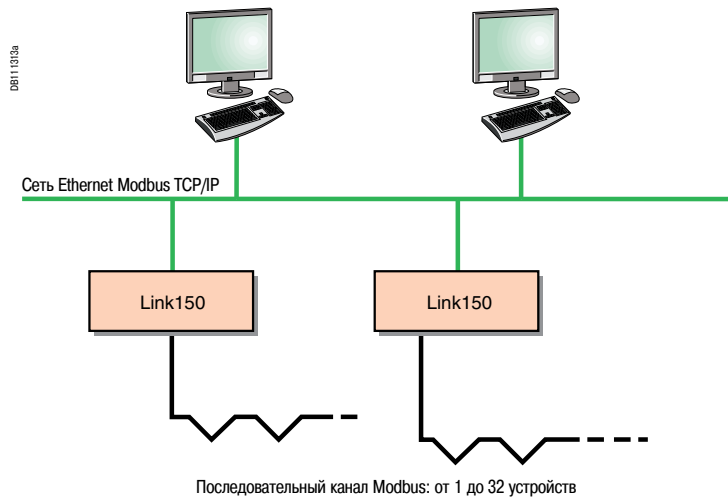 DB111313a
Сеть Ethernet Modbus TCP/IP
Link150
Link150
Последовательный канал Modbus: от 1 до 32 устройств